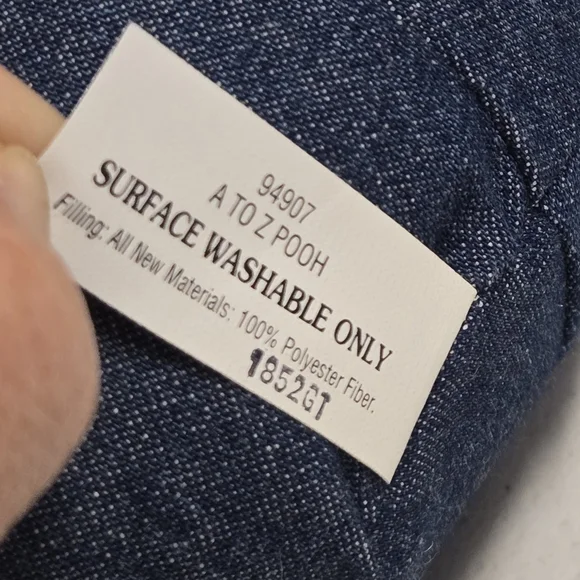 94907
A TO Z POOH
SURFACE WASHABLE ONLY
Filling: All New Materials: 100% Polyester Fiber.
1852GT